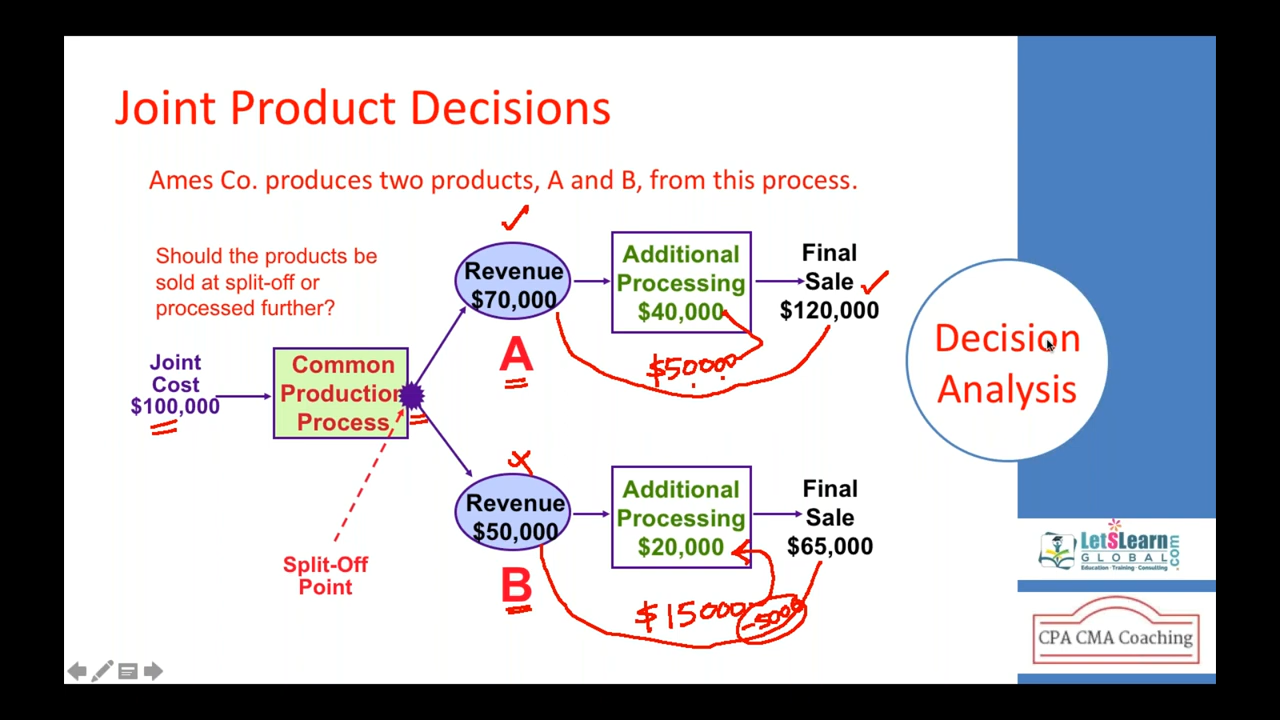 Joint Product Decisions
Ames Co. produces two products, A and B, from this process.
Should the products be
sold at split-off or
processed further?
Joint
Cost
$100,000
Common
Production
Process
Split-Off
Point
Revenue
$70,000
A
Additional
Processing
$40,000
Final
Sale
$120,000
$50000
Revenue
$50,000
B
Additional
Processing
$20,000
Final
Sale
$65,000
$15000
-5000
Decision
Analysis
LetSLearn
GLOBAL
.com
Education · Training · Consulting
CPA CMA Coaching